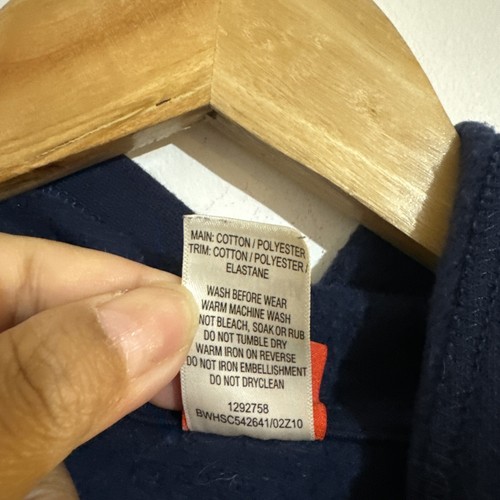 MAIN: COTTON / POLYESTER
TRIM: COTTON / POLYESTER /
ELASTANE
WASH BEFORE WEAR
WARM MACHINE WASH
NOT BLEACH, SOAK OR RUB
DO NOT TUMBLE DRY
WARM IRON ON REVERSE
DO NOT IRON EMBELLISHMENT
DO NOT DRYCLEAN
1292758
BWHSC542641/02Z10